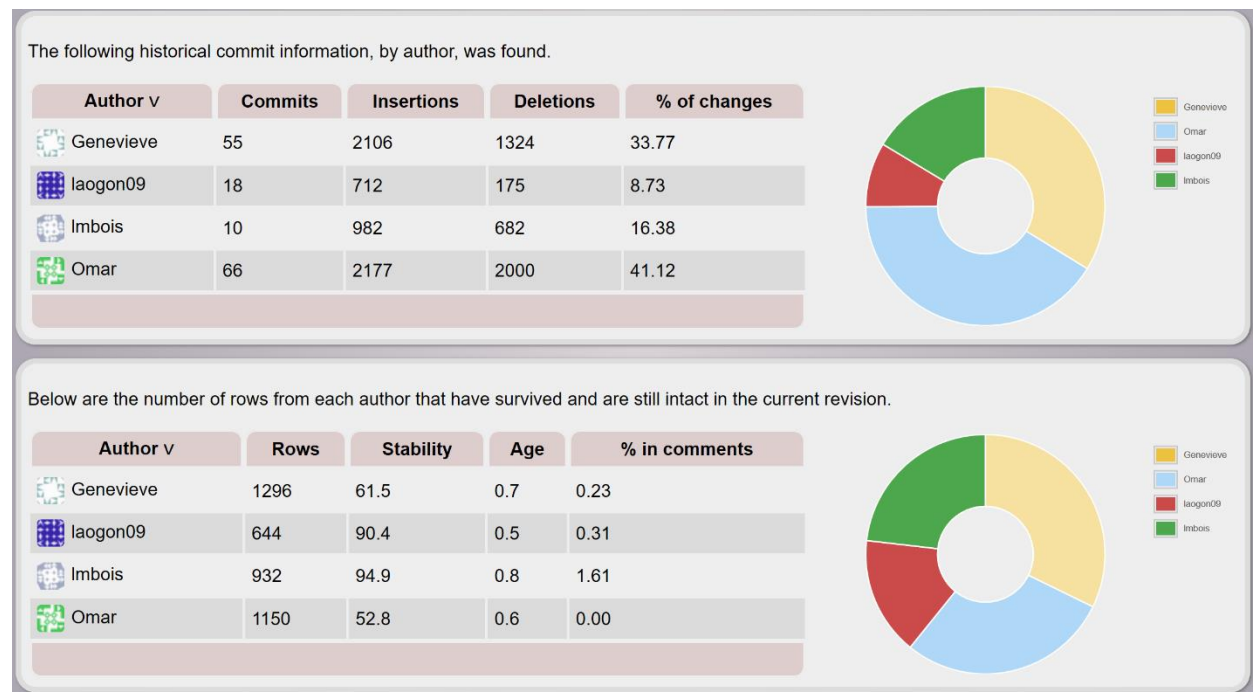 The following historical commit information, by author, was found.
Author ∨ Commits Insertions Deletions % of changes
Genevieve 55 2106 1324 33.77
laogon09 18 712 175 8.73
lmbois 10 982 682 16.38
Omar 66 2177 2000 41.12
Genevieve
Omar
laogon09
lmbois
Below are the number of rows from each author that have survived and are still intact in the current revision.
Author ∨ Rows Stability Age % in comments
Genevieve 1296 61.5 0.7 0.23
laogon09 644 90.4 0.5 0.31
lmbois 932 94.9 0.8 1.61
Omar 1150 52.8 0.6 0.00
Genevieve
Omar
laogon09
lmbois